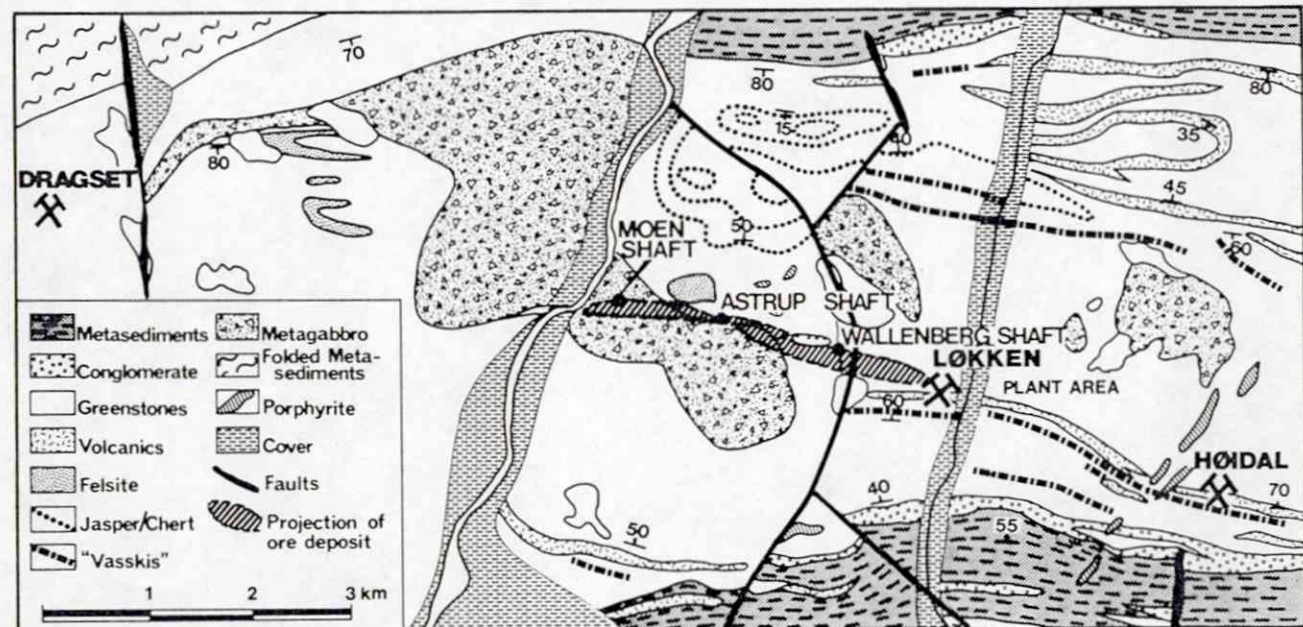 70
80
80
15
40
35
80
DRAGSET
45
50
60
MOEN
SHAFT
ASTRUP SHAFT
WALLENBERG SHAFT
LØKKEN
PLANT AREA
60
HØIDAL
70
40
50
55
Metasediments
Metagabbro
Conglomerate
Folded Meta-
sediments
Greenstones
Porphyrite
Volcanics
Cover
Felsite
Faults
Jasper/Chert
Projection of
ore deposit
"Vasskis"
1 2 3 km